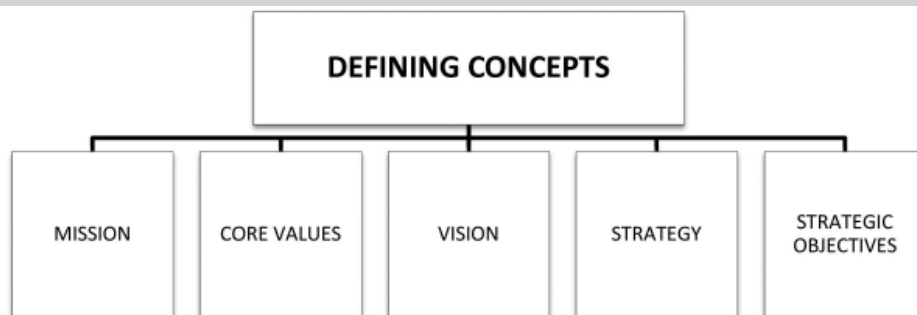 DEFINING CONCEPTS
MISSION
CORE VALUES
VISION
STRATEGY
STRATEGIC
OBJECTIVES